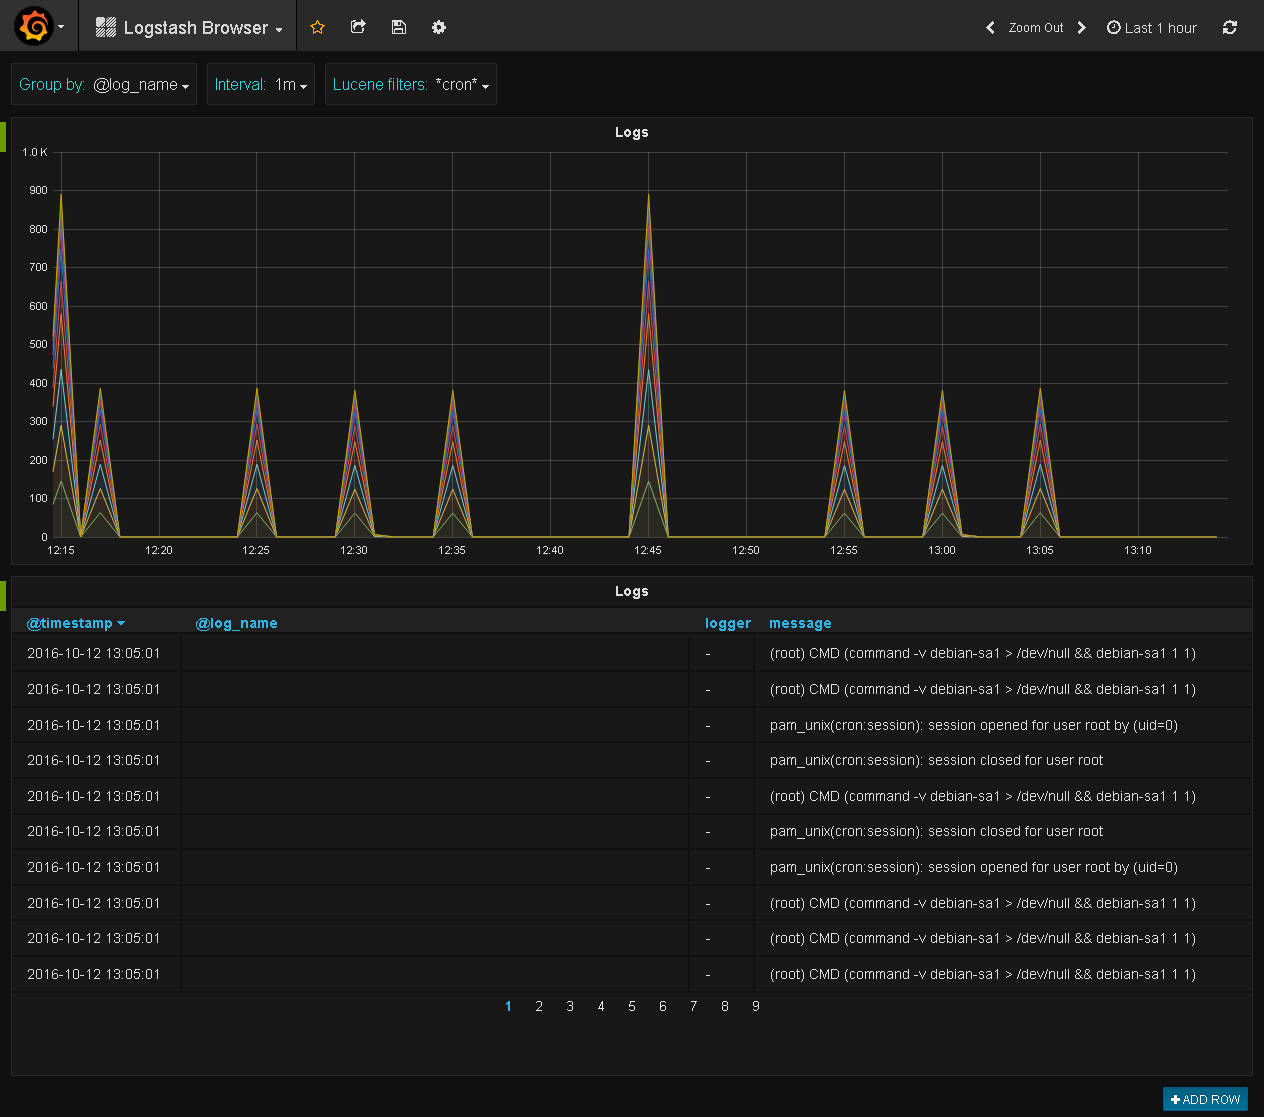 Logstash Browser Zoom Out Last 1 hour
Group by: @log_name Interval: 1m Lucene filters: *cron*
Logs
1.0 K
900
800
700
600
500
400
300
200
100
0
12:15 12:20 12:25 12:30 12:35 12:40 12:45 12:50 12:55 13:00 13:05 13:10
Logs
@timestamp @log_name logger message
2016-10-12 13:05:01 - (root) CMD (command -v debian-sa1 > /dev/null && debian-sa1 1 1)
2016-10-12 13:05:01 - (root) CMD (command -v debian-sa1 > /dev/null && debian-sa1 1 1)
2016-10-12 13:05:01 - pam_unix(cron:session): session opened for user root by (uid=0)
2016-10-12 13:05:01 - pam_unix(cron:session): session closed for user root
2016-10-12 13:05:01 - (root) CMD (command -v debian-sa1 > /dev/null && debian-sa1 1 1)
2016-10-12 13:05:01 - pam_unix(cron:session): session closed for user root
2016-10-12 13:05:01 - pam_unix(cron:session): session opened for user root by (uid=0)
2016-10-12 13:05:01 - (root) CMD (command -v debian-sa1 > /dev/null && debian-sa1 1 1)
2016-10-12 13:05:01 - (root) CMD (command -v debian-sa1 > /dev/null && debian-sa1 1 1)
2016-10-12 13:05:01 - (root) CMD (command -v debian-sa1 > /dev/null && debian-sa1 1 1)
1 2 3 4 5 6 7 8 9
+ ADD ROW